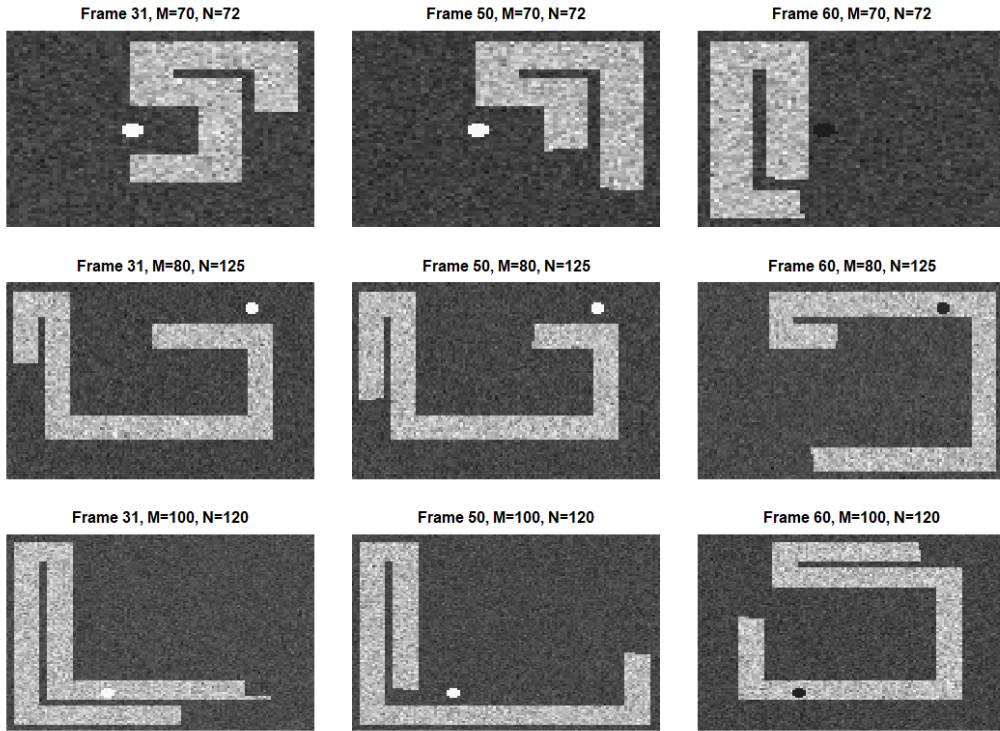 Frame 31, M=70, N=72
Frame 50, M=70, N=72
Frame 60, M=70, N=72
Frame 31, M=80, N=125
Frame 50, M=80, N=125
Frame 60, M=80, N=125
Frame 31, M=100, N=120
Frame 50, M=100, N=120
Frame 60, M=100, N=120